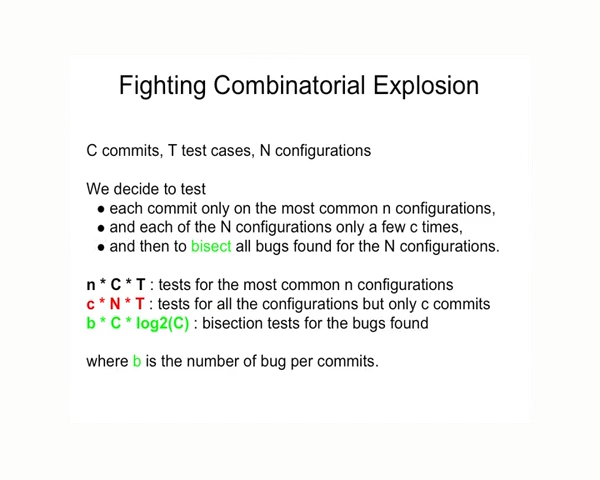 Fighting Combinatorial Explosion
C commits, T test cases, N configurations
We decide to test
● each commit only on the most common n configurations,
● and each of the N configurations only a few c times,
● and then to bisect all bugs found for the N configurations.
n * C * T : tests for the most common n configurations
c * N * T : tests for all the configurations but only c commits
b * C * log2(C) : bisection tests for the bugs found
where b is the number of bug per commits.